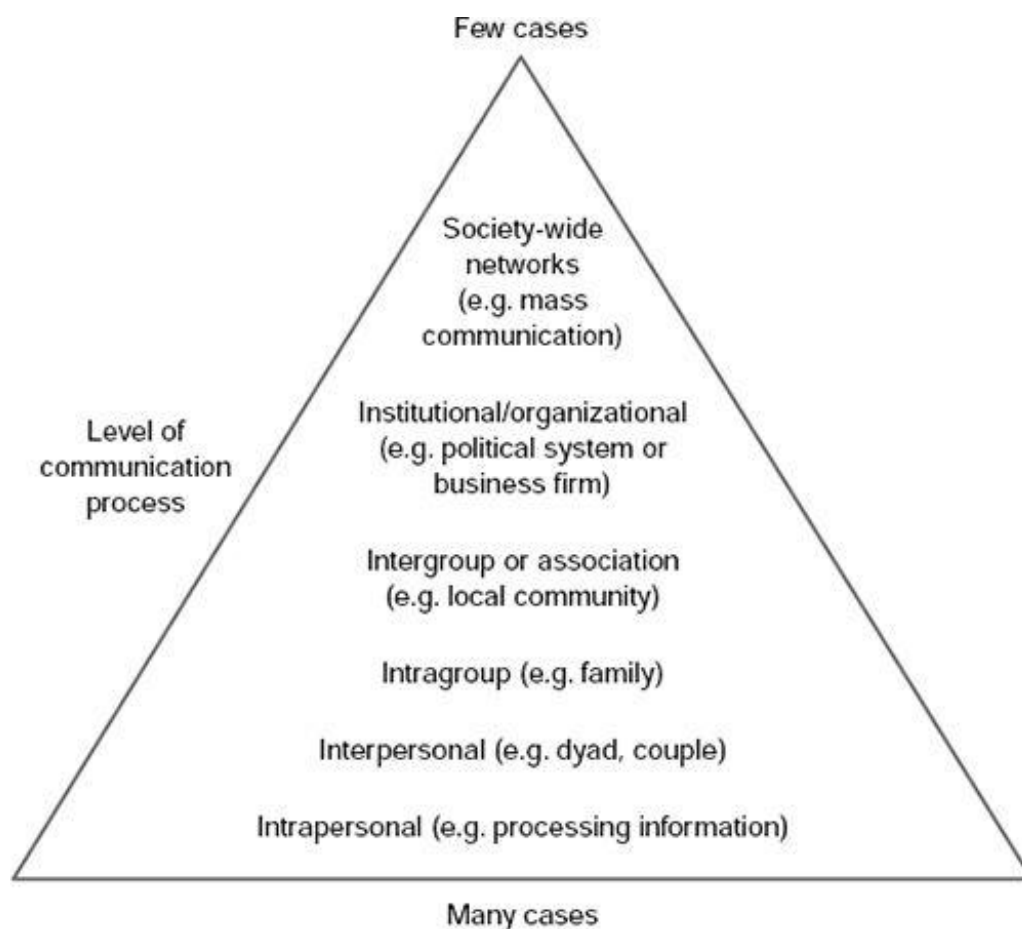 Few cases
Society-wide
networks
(e.g. mass
communication)
Level of
communication
process
Institutional/organizational
(e.g. political system or
business firm)
Intergroup or association
(e.g. local community)
Intragroup (e.g. family)
Interpersonal (e.g. dyad, couple)
Intrapersonal (e.g. processing information)
Many cases